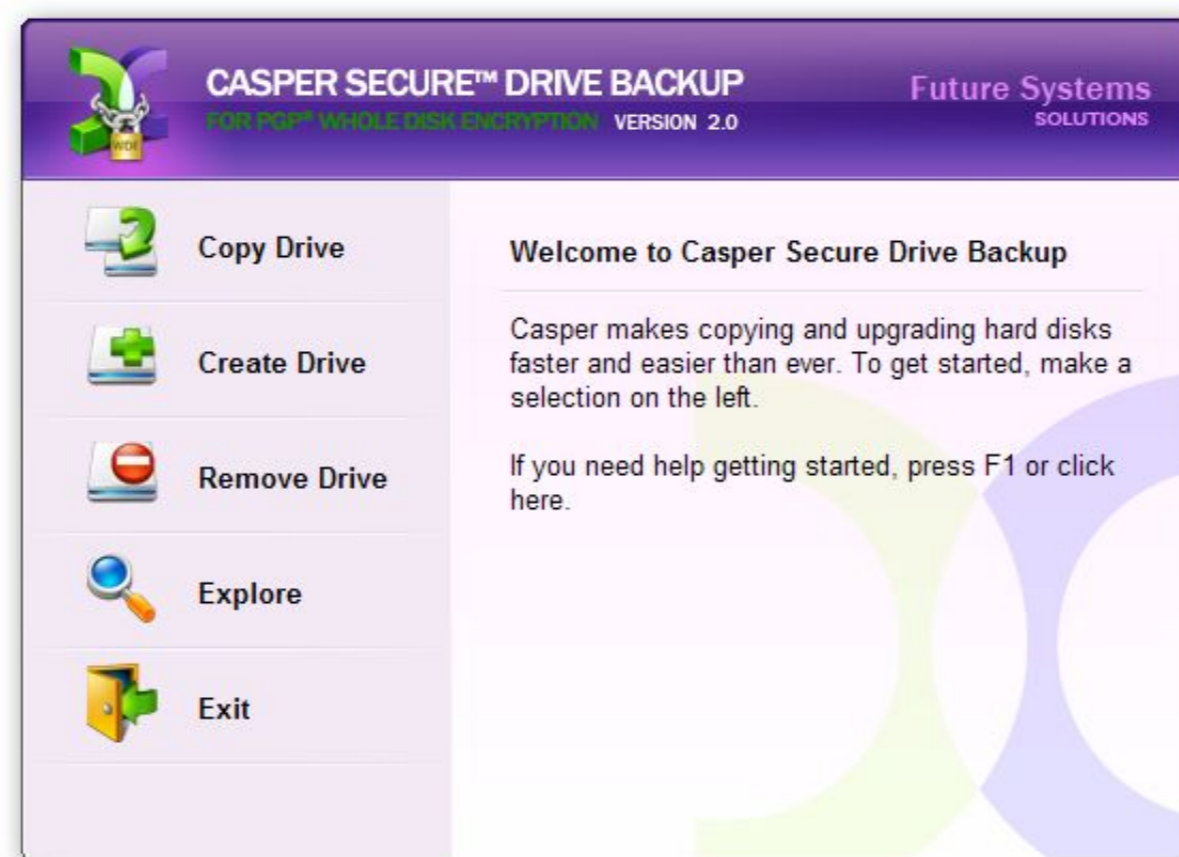 CASPER SECURE™ DRIVE BACKUP
FOR PGP® WHOLE DISK ENCRYPTION VERSION 2.0
Future Systems
SOLUTIONS
WDE
Copy Drive
Create Drive
Remove Drive
Explore
Exit
Welcome to Casper Secure Drive Backup
Casper makes copying and upgrading hard disks
faster and easier than ever. To get started, make a
selection on the left.
If you need help getting started, press F1 or click
here.